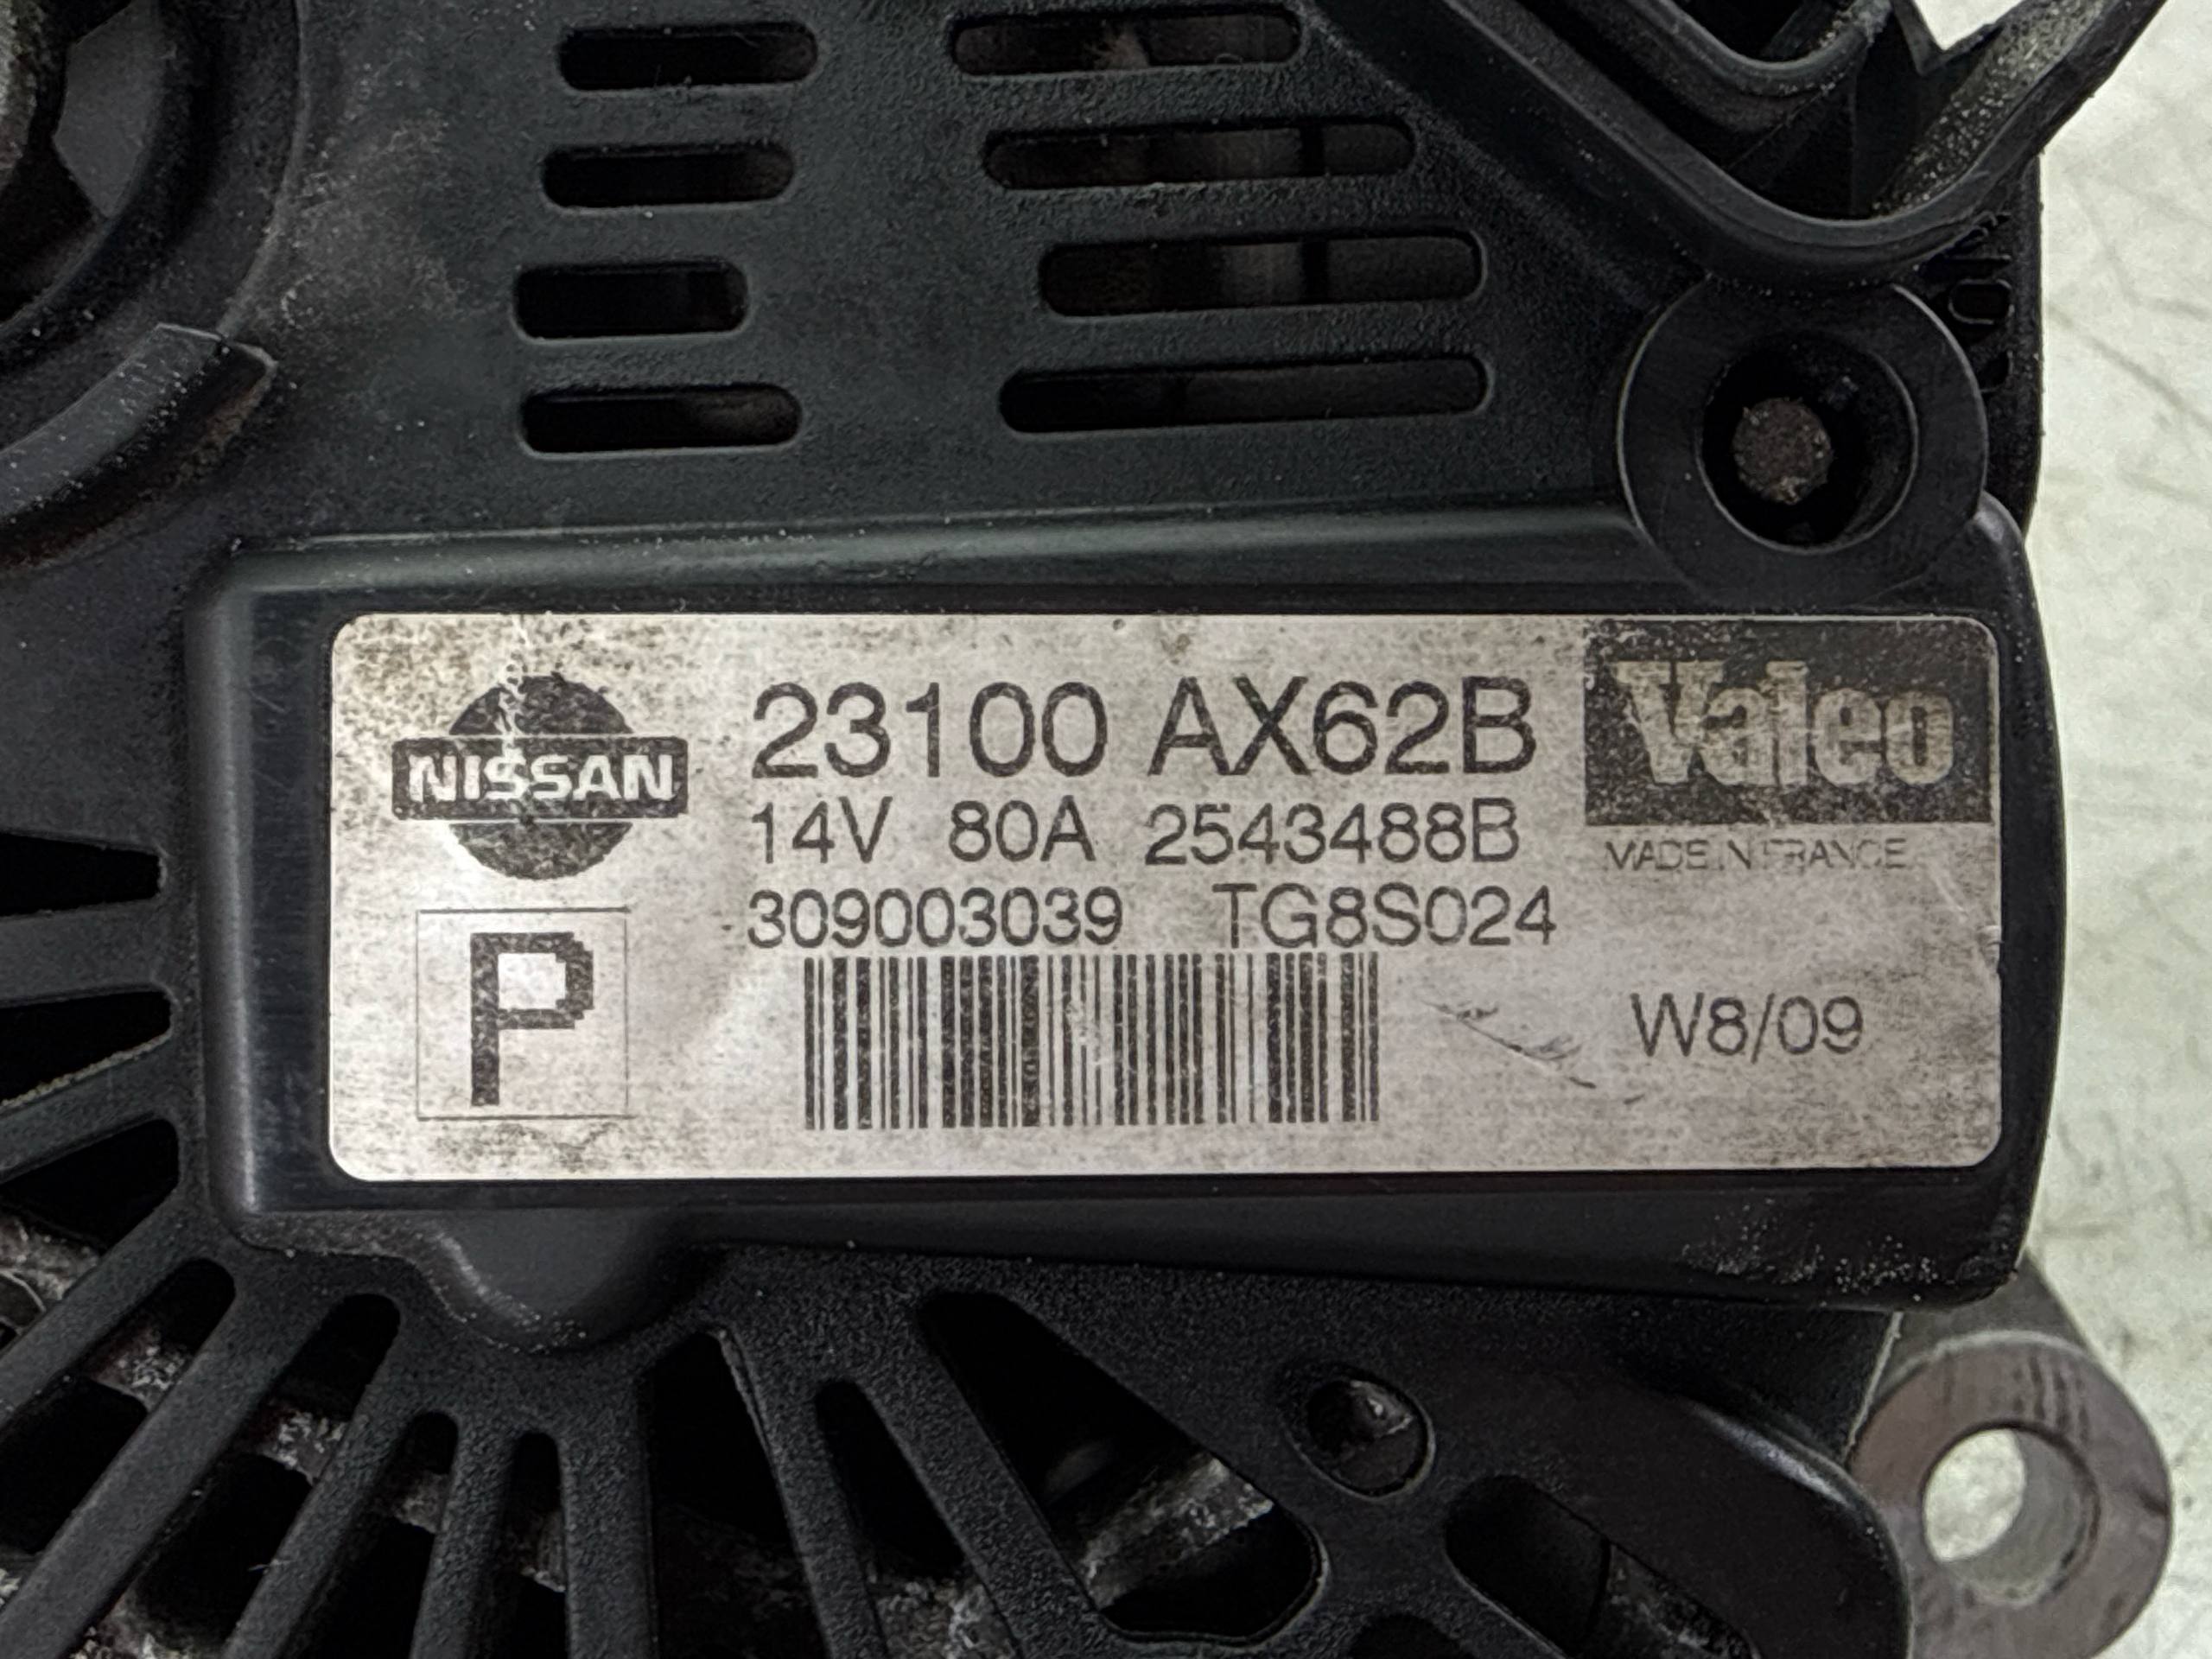 NISSAN
23100 AX62B
Valeo
14V 80A 2543488B
MADE IN FRANCE
309003039 TG8S024
P
W8/09